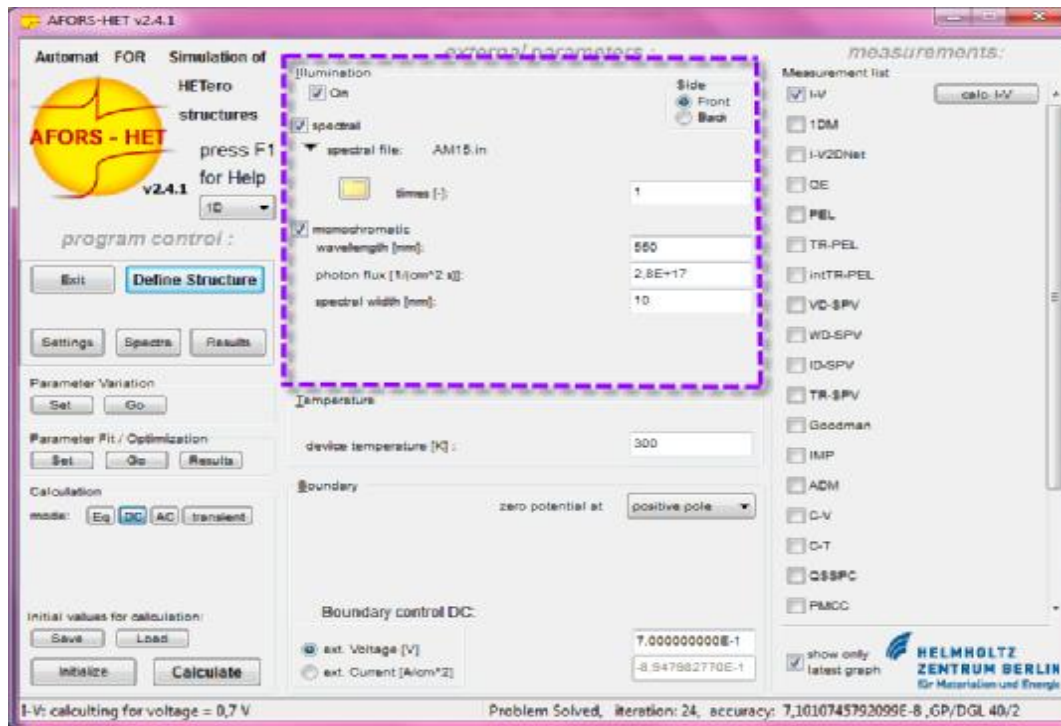 AFORS-HET v2.4.1
Automat FOR Simulation of
HETero
structures
AFORS - HET
press F1
for Help
v2.4.1
1D
program control :
Exit
Define Structure
Settings
Spectra
Results
Parameter Variation
Set
Go
Parameter Fit / Optimization
Set
Go
Results
Calculation
mode: Eq DC AC transient
Initial values for calculation:
Save
Load
Initialize
Calculate
external parameters :
Illumination
On
Side
Front
Back
spectral
spectral file: AM15.in
times [-]: 1
monochromatic
wavelength [nm]: 550
photon flux [1/(cm^2 s)]: 2,8E+17
spectral width [nm]: 10
Temperature
device temperature [K] : 300
Boundary
zero potential at positive pole
Boundary control DC:
ext. Voltage [V] 7.000000000E-1
ext. Current [A/cm^2] -8.947982770E-1
measurements:
Measurement list
I-V
calc. I-V
1DM
I-V2DNet
QE
PEL
TR-PEL
intTR-PEL
VD-SPV
WD-SPV
ID-SPV
TR-SPV
Goodman
IMP
ADM
C-V
C-T
QSSPC
PMCC
show only
latest graph
HELMHOLTZ
ZENTRUM BERLIN
für Materialien und Energie
I-V: calculting for voltage = 0,7 V
Problem Solved, iteration: 24, accuracy: 7,1010745792099E-8 ,GP/DGL 40/2